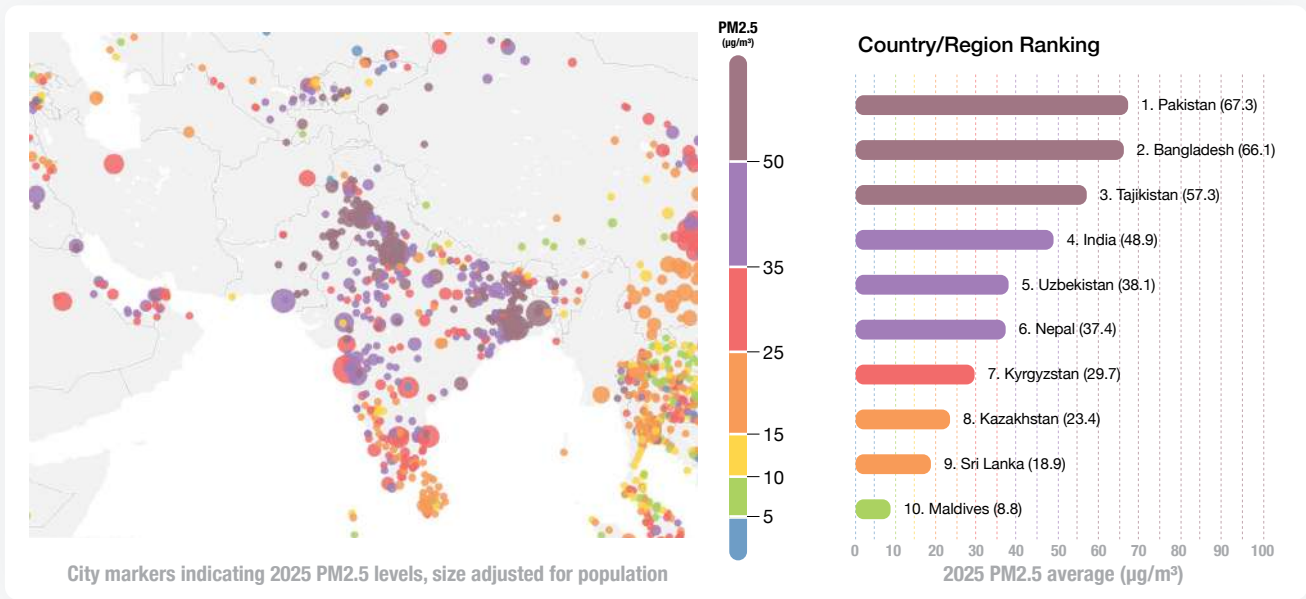 PM2.5
(µg/m³)
50
35
25
15
10
5
City markers indicating 2025 PM2.5 levels, size adjusted for population
Country/Region Ranking
1. Pakistan (67.3)
2. Bangladesh (66.1)
3. Tajikistan (57.3)
4. India (48.9)
5. Uzbekistan (38.1)
6. Nepal (37.4)
7. Kyrgyzstan (29.7)
8. Kazakhstan (23.4)
9. Sri Lanka (18.9)
10. Maldives (8.8)
0 10 20 30 40 50 60 70 80 90 100
2025 PM2.5 average (µg/m³)